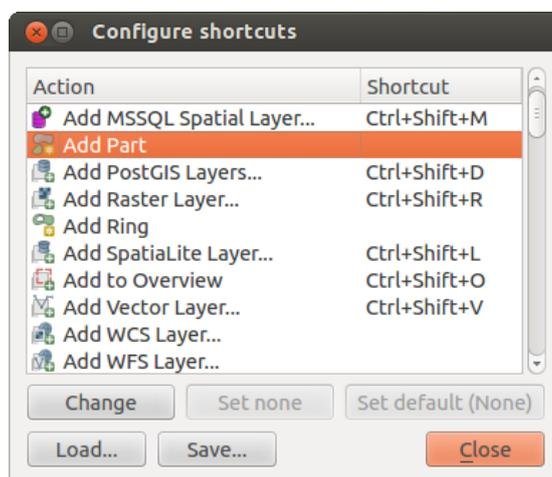 Configure shortcuts
Action Shortcut
Add MSSQL Spatial Layer... Ctrl+Shift+M
Add Part
Add PostGIS Layers... Ctrl+Shift+D
Add Raster Layer... Ctrl+Shift+R
Add Ring
Add SpatiaLite Layer... Ctrl+Shift+L
Add to Overview Ctrl+Shift+O
Add Vector Layer... Ctrl+Shift+V
Add WCS Layer...
Add WFS Layer...
Change Set none Set default (None)
Load... Save... Close